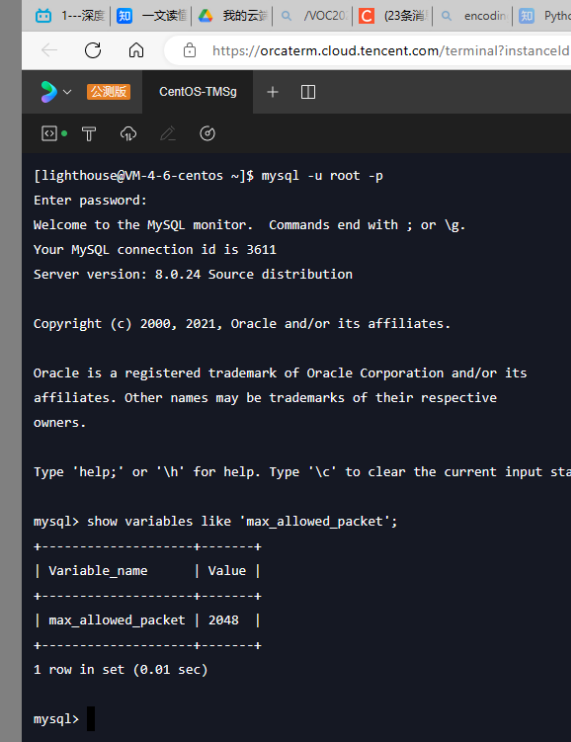 1---深度
知 一文读懂
我的云端
/VOC20
C (23条消息
encodin
知 Pytho
https://orcaterm.cloud.tencent.com/terminal?instanceId
公测版
CentOS-TMSg
[lighthouse@VM-4-6-centos ~]$ mysql -u root -p
Enter password:
Welcome to the MySQL monitor.  Commands end with ; or \g.
Your MySQL connection id is 3611
Server version: 8.0.24 Source distribution
Copyright (c) 2000, 2021, Oracle and/or its affiliates.
Oracle is a registered trademark of Oracle Corporation and/or its
affiliates. Other names may be trademarks of their respective
owners.
Type 'help;' or '\h' for help. Type '\c' to clear the current input sta
mysql> show variables like 'max_allowed_packet';
+--------------------+-------+
| Variable_name      | Value |
+--------------------+-------+
| max_allowed_packet | 2048  |
+--------------------+-------+
1 row in set (0.01 sec)
mysql>